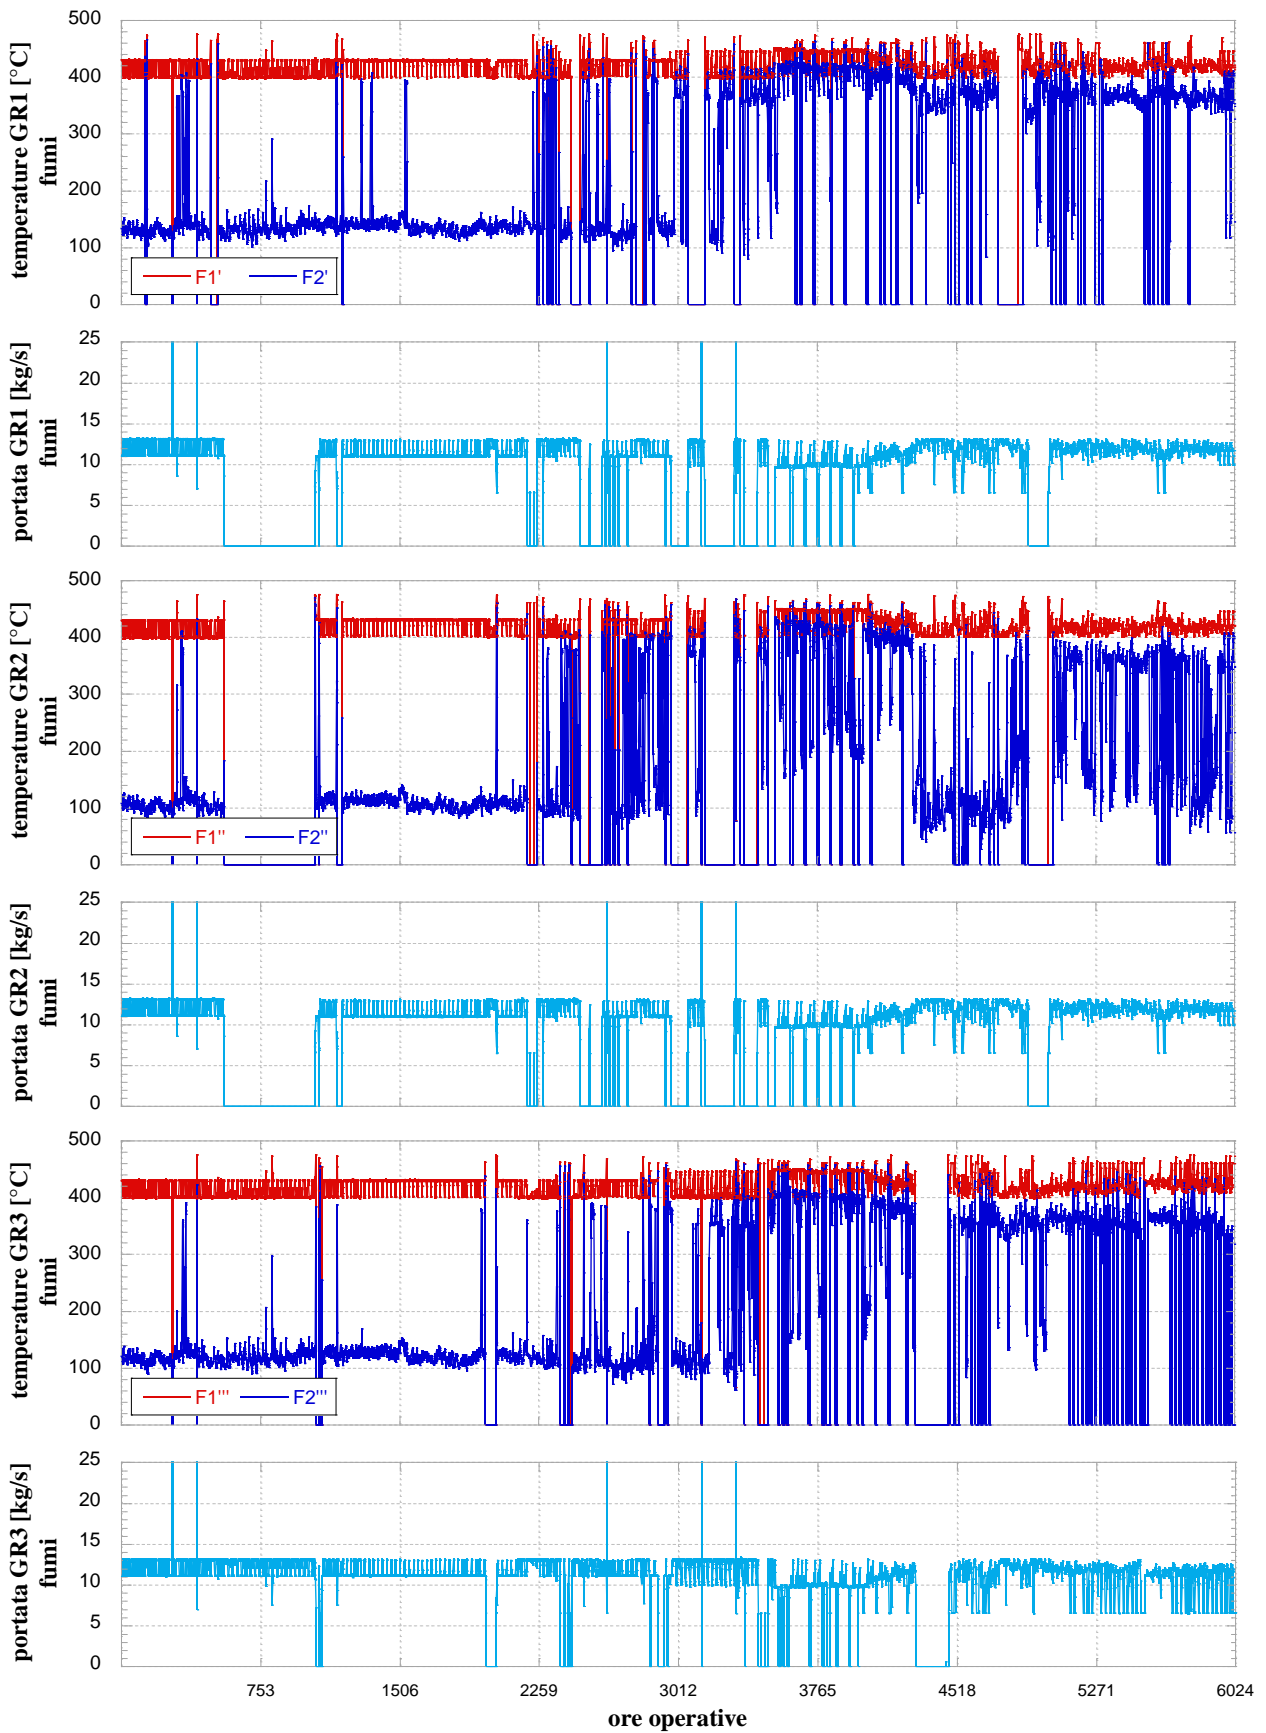 temperature GR1 [°C]
fumi
500
400
300
200
100
0
F1' F2'
portata GR1 [kg/s]
fumi
25
20
15
10
5
0
temperature GR2 [°C]
fumi
500
400
300
200
100
0
F1'' F2''
portata GR2 [kg/s]
fumi
25
20
15
10
5
0
temperature GR3 [°C]
fumi
500
400
300
200
100
0
F1''' F2'''
portata GR3 [kg/s]
fumi
25
20
15
10
5
0
753 1506 2259 3012 3765 4518 5271 6024
ore operative